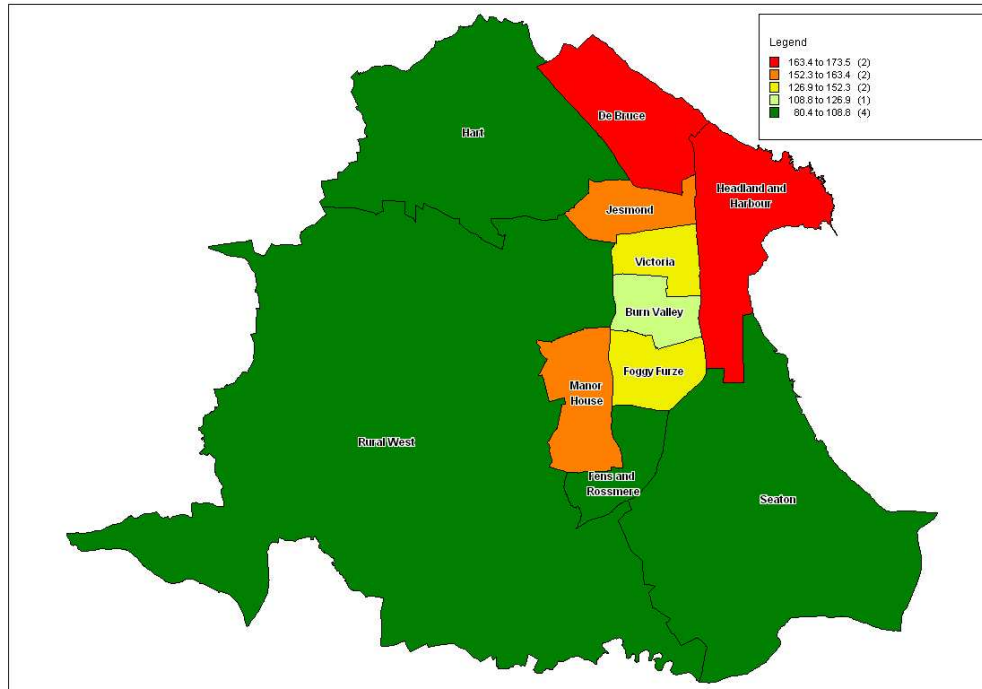 Legend
163.4 to 173.5 (2)
152.3 to 163.4 (2)
126.9 to 152.3 (2)
108.8 to 126.9 (1)
80.4 to 108.8 (4)
De Bruce
Hart
Headland and
Harbour
Jesmond
Victoria
Burn Valley
Foggy Furze
Manor
House
Rural West
Fens and
Rossmere
Seaton